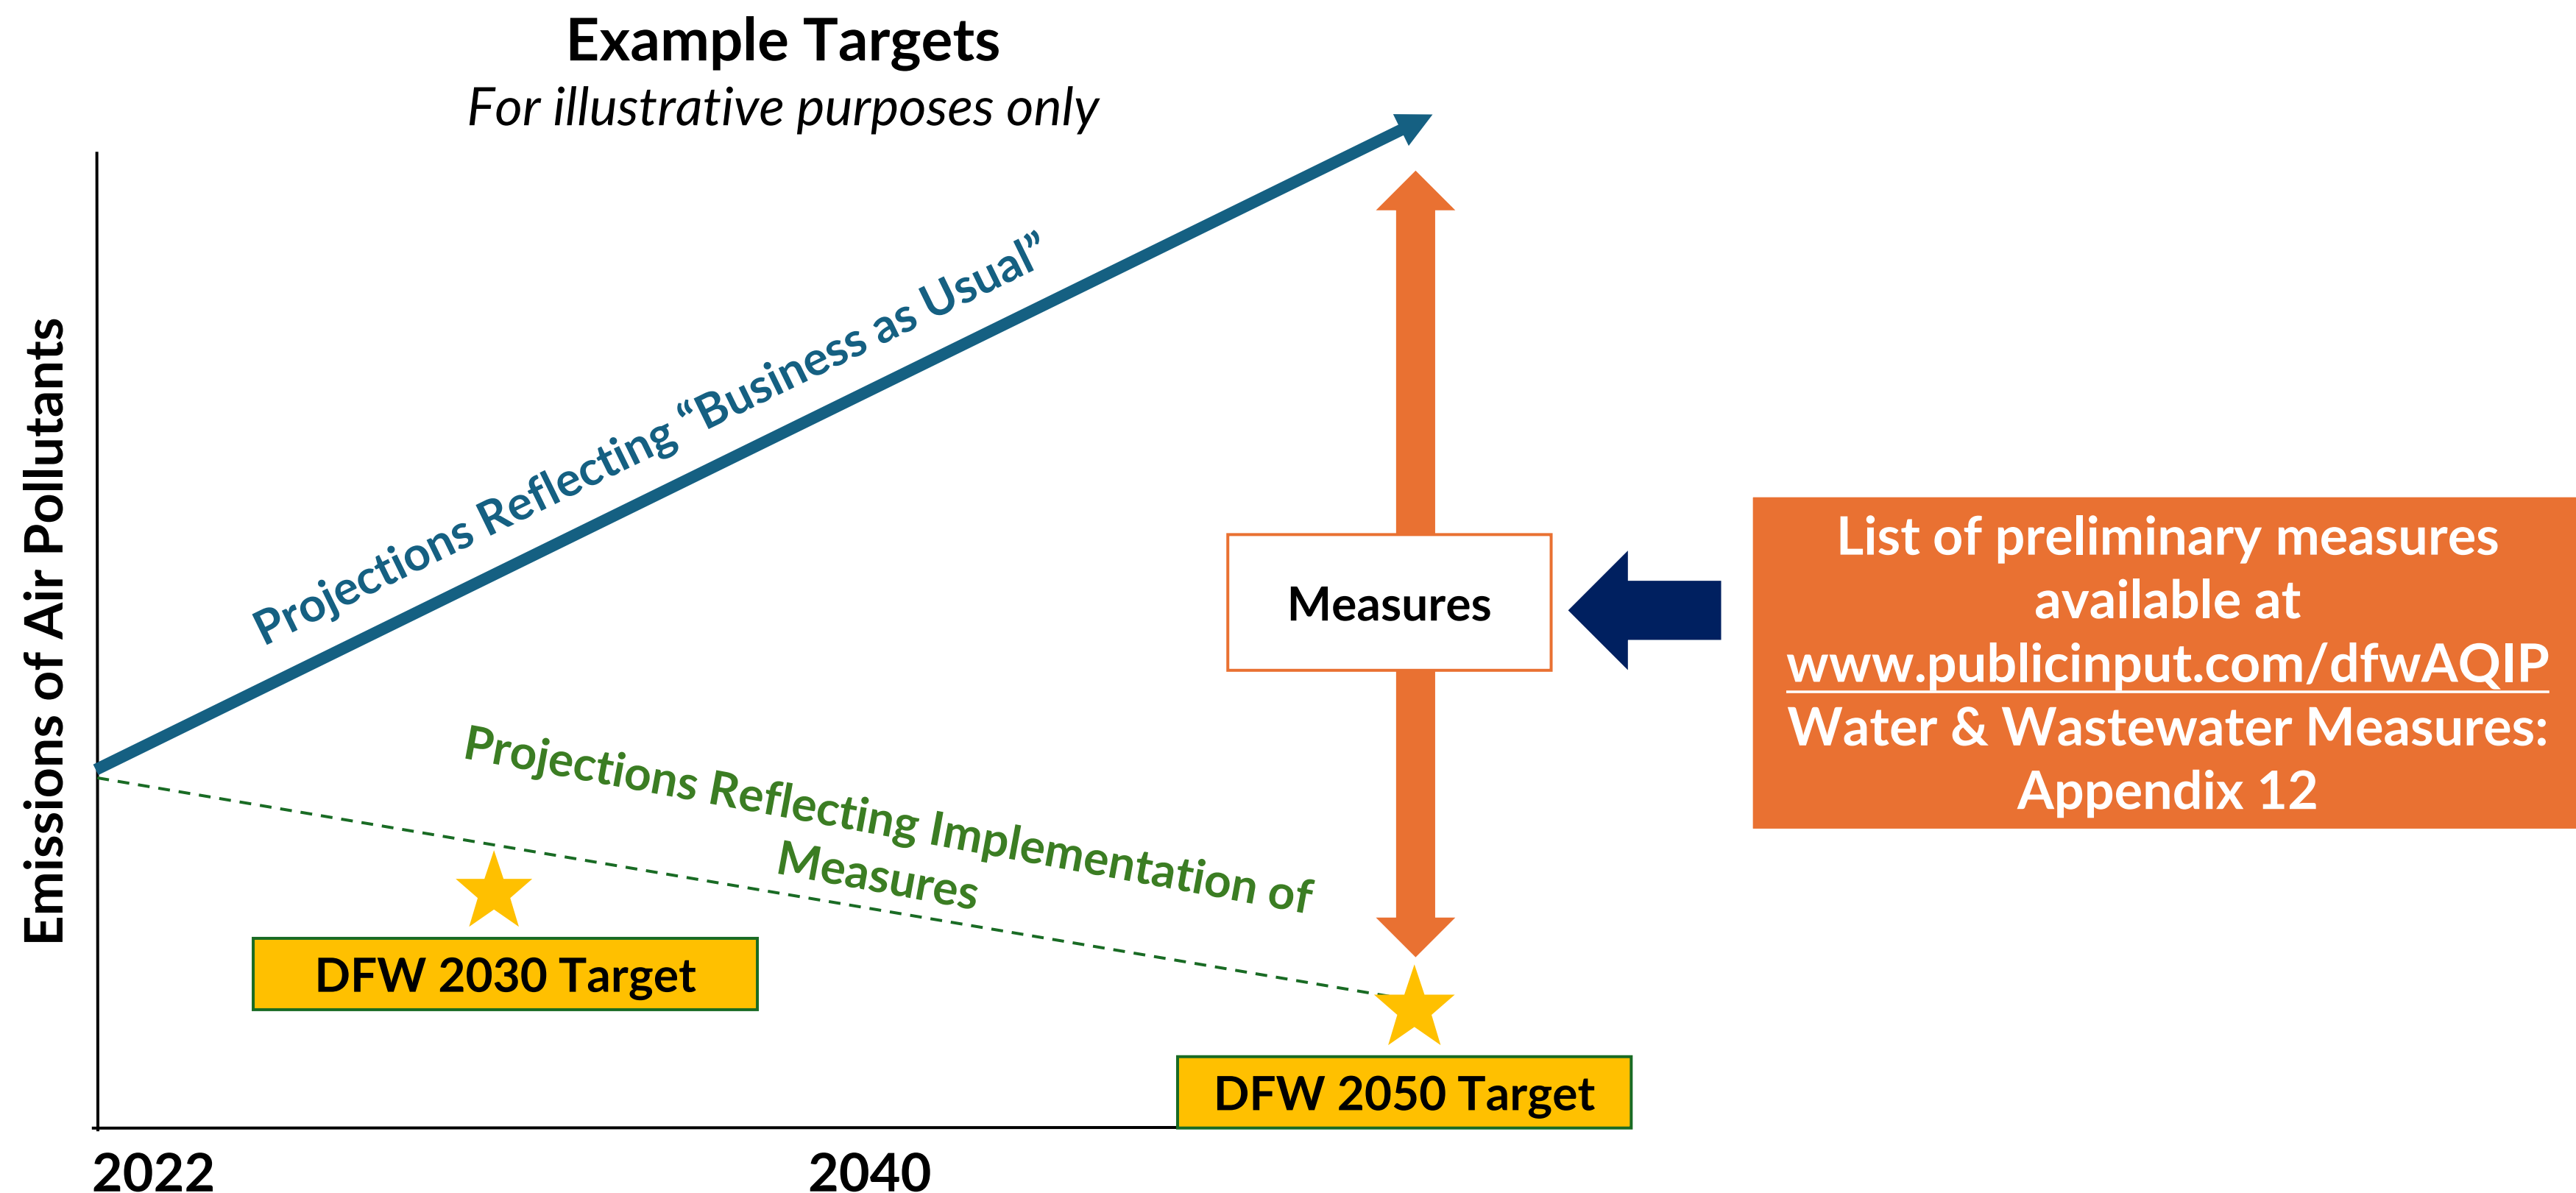 Example Targets
For illustrative purposes only
Emissions of Air Pollutants
Projections Reflecting “Business as Usual”
Measures
List of preliminary measures
available at
www.publicinput.com/dfwAQIP
Water & Wastewater Measures:
Appendix 12
Projections Reflecting Implementation of
Measures
DFW 2030 Target
DFW 2050 Target
2022
2040